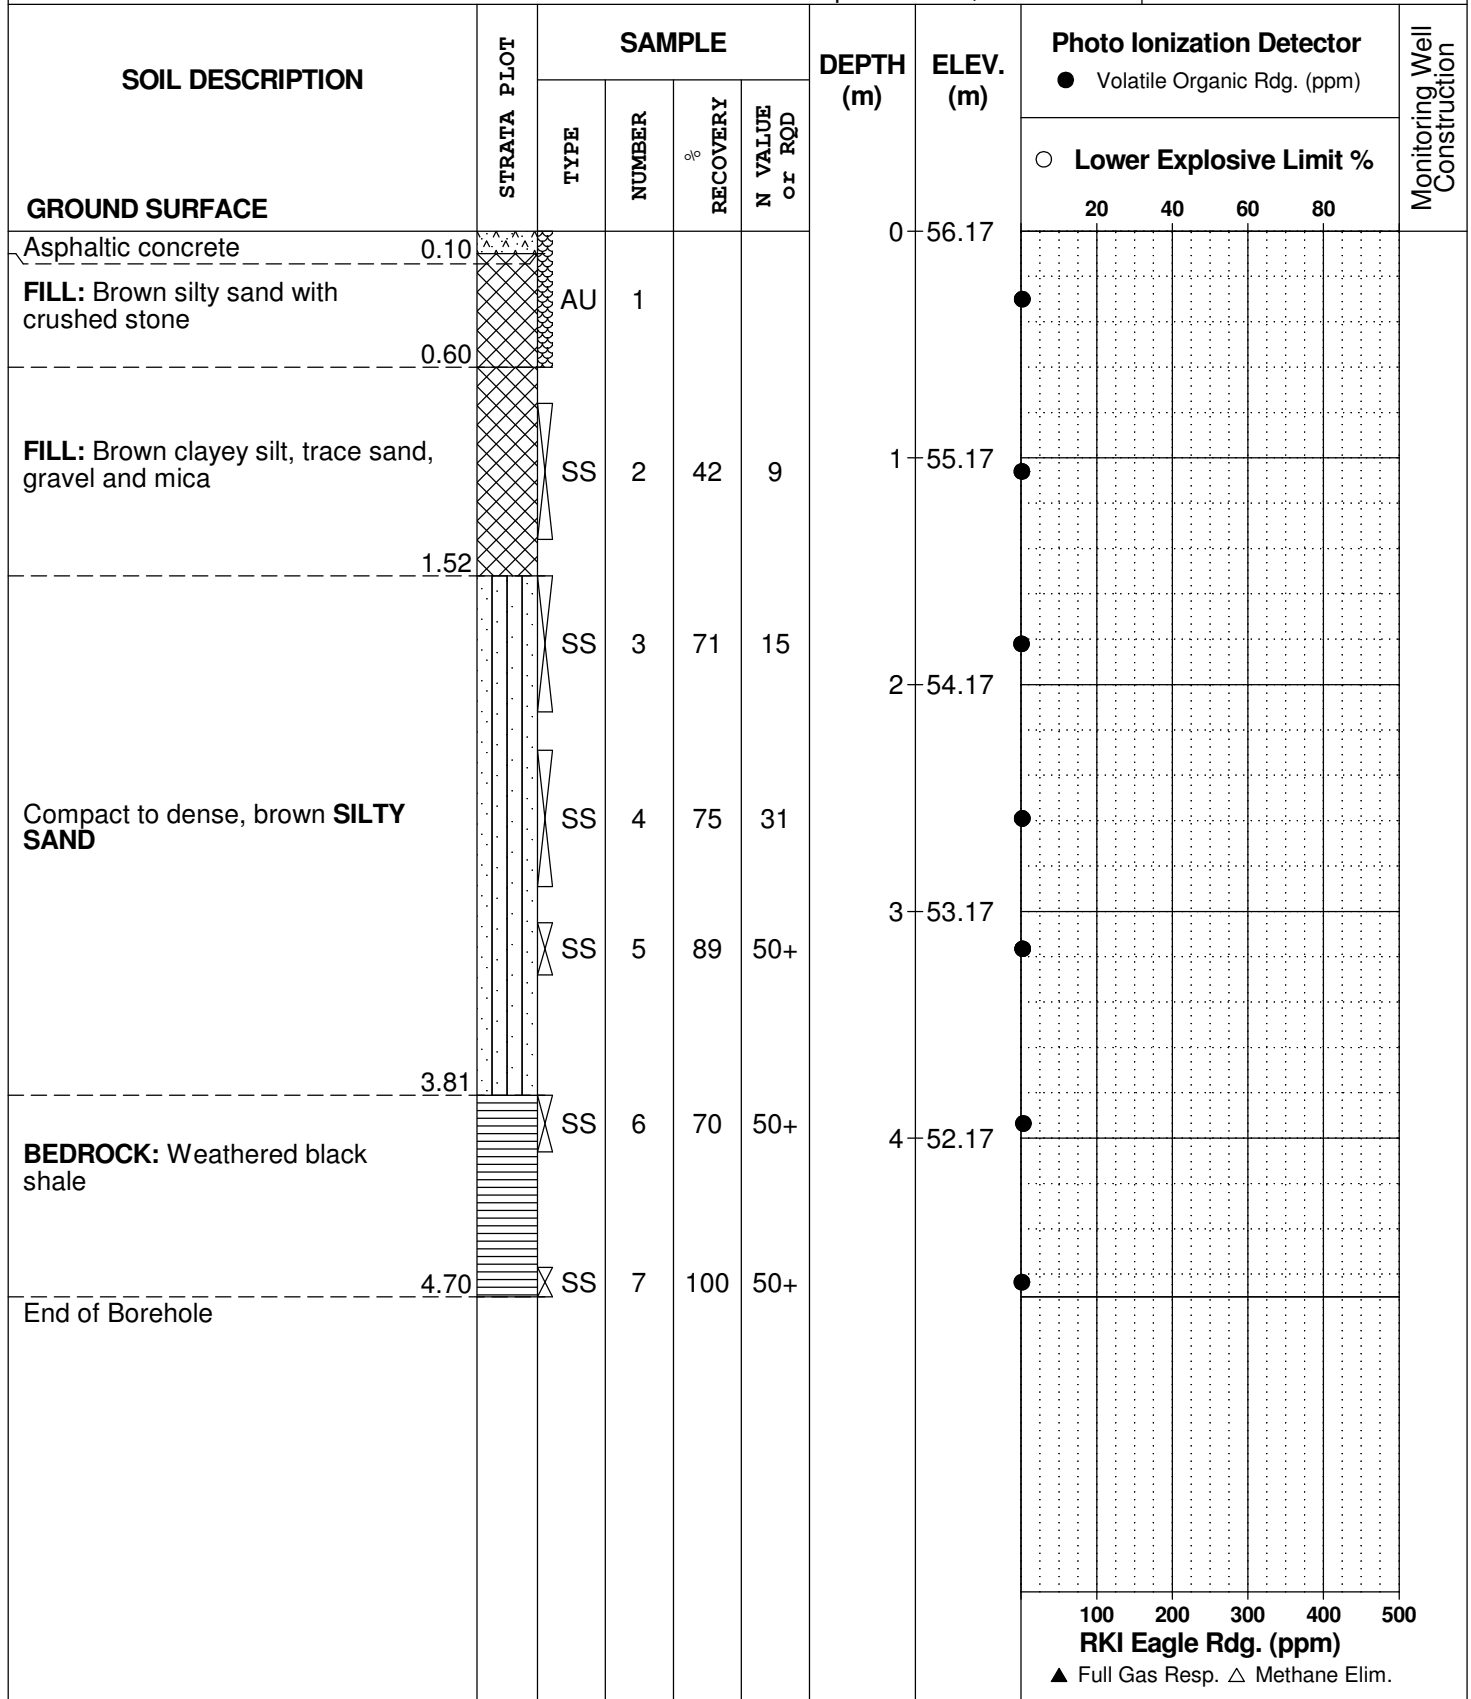 SOIL DESCRIPTION
GROUND SURFACE
STRATA PLOT
SAMPLE
TYPE
NUMBER
%
RECOVERY
N VALUE
or RQD
DEPTH
(m)
ELEV.
(m)
Photo Ionization Detector
● Volatile Organic Rdg. (ppm)
○ Lower Explosive Limit %
20 40 60 80
Monitoring Well
Construction
0 56.17
Asphaltic concrete 0.10
FILL: Brown silty sand with
crushed stone
AU 1
0.60
FILL: Brown clayey silt, trace sand,
gravel and mica
SS 2 42 9
1 55.17
1.52
SS 3 71 15
2 54.17
Compact to dense, brown SILTY
SAND
SS 4 75 31
3 53.17
SS 5 89 50+
3.81
SS 6 70 50+
4 52.17
BEDROCK: Weathered black
shale
4.70
SS 7 100 50+
End of Borehole
100 200 300 400 500
RKI Eagle Rdg. (ppm)
▲ Full Gas Resp. △ Methane Elim.